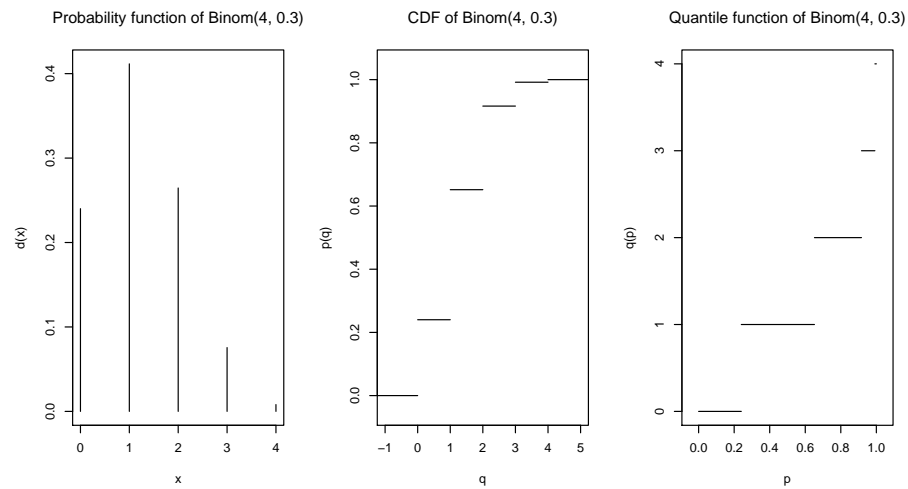 Probability function of Binom(4, 0.3)
0.4
0.3
0.2
0.1
0.0
d(x)
0 1 2 3 4
x
CDF of Binom(4, 0.3)
1.0
0.8
0.6
0.4
0.2
0.0
p(q)
−1 0 1 2 3 4 5
q
Quantile function of Binom(4, 0.3)
4
3
2
1
0
q(p)
0.0 0.2 0.4 0.6 0.8 1.0
p